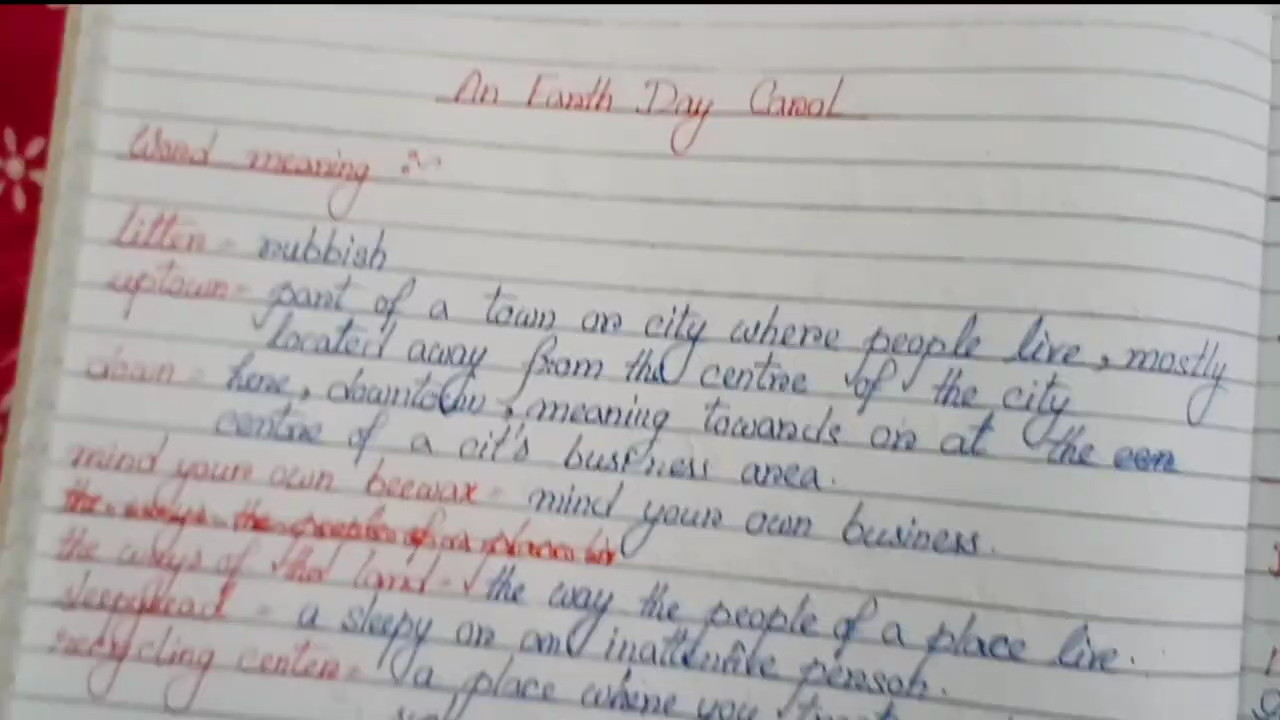 An Earth Day Carol
Word meaning :~
litter - rubbish
uptown - part of a town or city where people live, mostly
located away from the centre of the city
down - here, downtown, meaning towards or at the cen
centre of a cit's business area.
mind your own beewax - mind your own business.
the ways of the land - the way the people of a place live.
sleepyhead - a sleepy or an inattentive person.
recycling center - a place where you